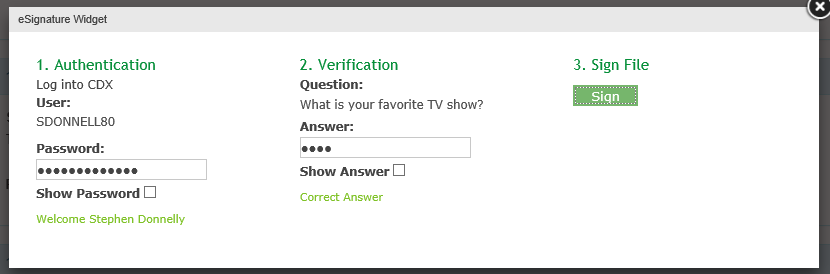 eSignature Widget
1. Authentication
Log into CDX
User:
SDONNELL80
Password:
•••••••••••••
Show Password
Welcome Stephen Donnelly
2. Verification
Question:
What is your favorite TV show?
Answer:
••••
Show Answer
Correct Answer
3. Sign File
Sign